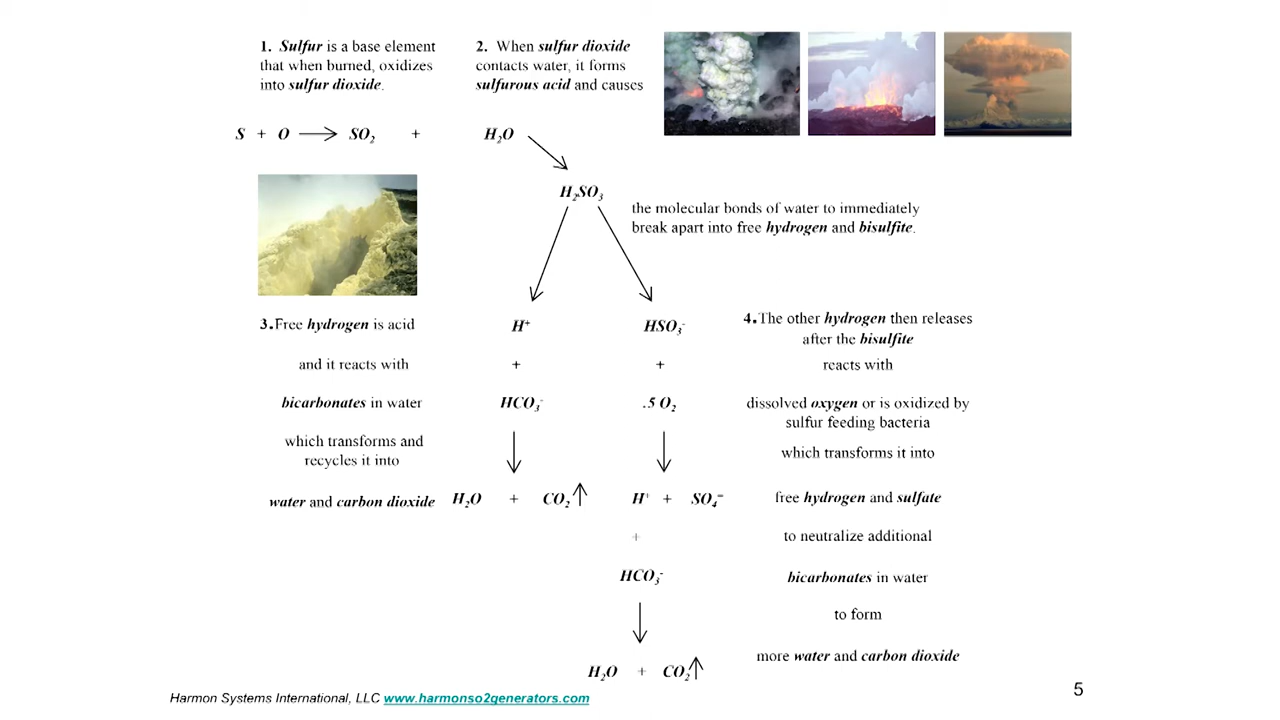 1. Sulfur is a base element
that when burned, oxidizes
into sulfur dioxide.
2. When sulfur dioxide
contacts water, it forms
sulfurous acid and causes
S + O → SO₂ + H₂O
H₂SO₃
the molecular bonds of water to immediately
break apart into free hydrogen and bisulfite.
3.Free hydrogen is acid
H⁺
HSO₃⁻
4.The other hydrogen then releases
after the bisulfite
and it reacts with
+
+
reacts with
bicarbonates in water
HCO₃⁻
.5 O₂
dissolved oxygen or is oxidized by
sulfur feeding bacteria
which transforms and
recycles it into
which transforms it into
water and carbon dioxide
H₂O + CO₂↑
H⁺ + SO₄⁼
free hydrogen and sulfate
+
to neutralize additional
HCO₃⁻
bicarbonates in water
to form
H₂O + CO₂↑
more water and carbon dioxide
Harmon Systems International, LLC www.harmonso2generators.com
5